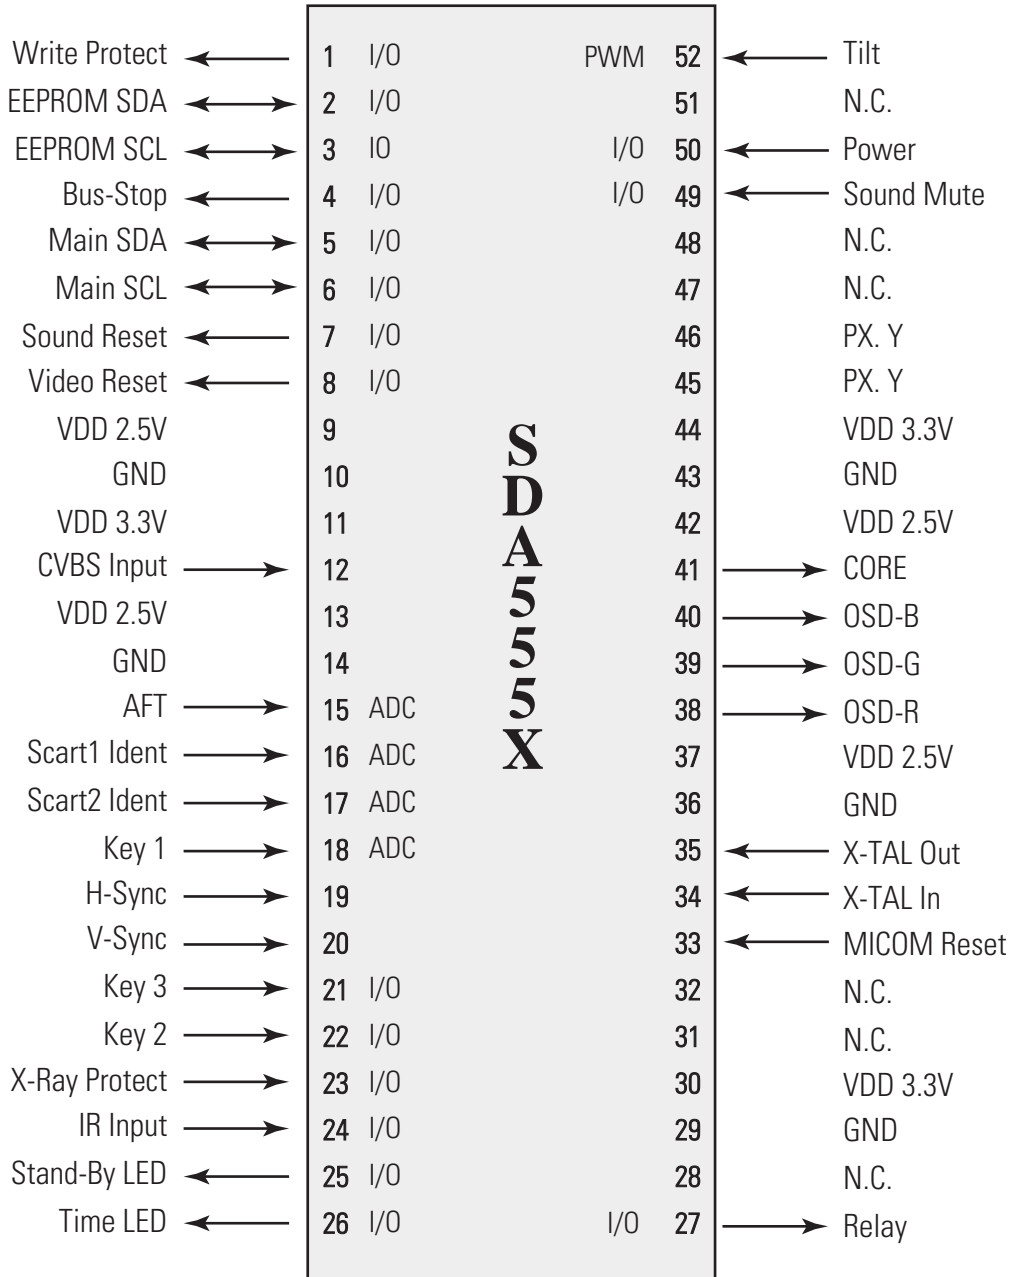 Write Protect 1 I/O PWM 52 Tilt
EEPROM SDA 2 I/O 51 N.C.
EEPROM SCL 3 IO I/O 50 Power
Bus-Stop 4 I/O I/O 49 Sound Mute
Main SDA 5 I/O 48 N.C.
Main SCL 6 I/O 47 N.C.
Sound Reset 7 I/O 46 PX. Y
Video Reset 8 I/O 45 PX. Y
VDD 2.5V 9 44 VDD 3.3V
GND 10 43 GND
VDD 3.3V 11 42 VDD 2.5V
CVBS Input 12 41 CORE
VDD 2.5V 13 40 OSD-B
GND 14 39 OSD-G
AFT 15 ADC 38 OSD-R
Scart1 Ident 16 ADC 37 VDD 2.5V
Scart2 Ident 17 ADC 36 GND
Key 1 18 ADC 35 X-TAL Out
H-Sync 19 34 X-TAL In
V-Sync 20 33 MICOM Reset
Key 3 21 I/O 32 N.C.
Key 2 22 I/O 31 N.C.
X-Ray Protect 23 I/O 30 VDD 3.3V
IR Input 24 I/O 29 GND
Stand-By LED 25 I/O 28 N.C.
Time LED 26 I/O I/O 27 Relay
SDA555X